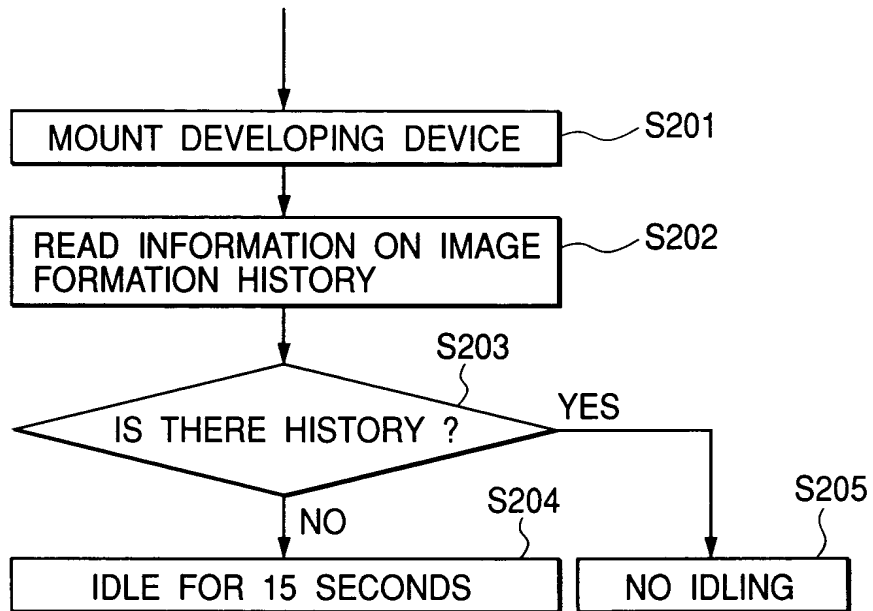 MOUNT DEVELOPING DEVICE
S201
READ INFORMATION ON IMAGE
FORMATION HISTORY
S202
S203
IS THERE HISTORY ?
YES
NO
S204
S205
IDLE FOR 15 SECONDS
NO IDLING